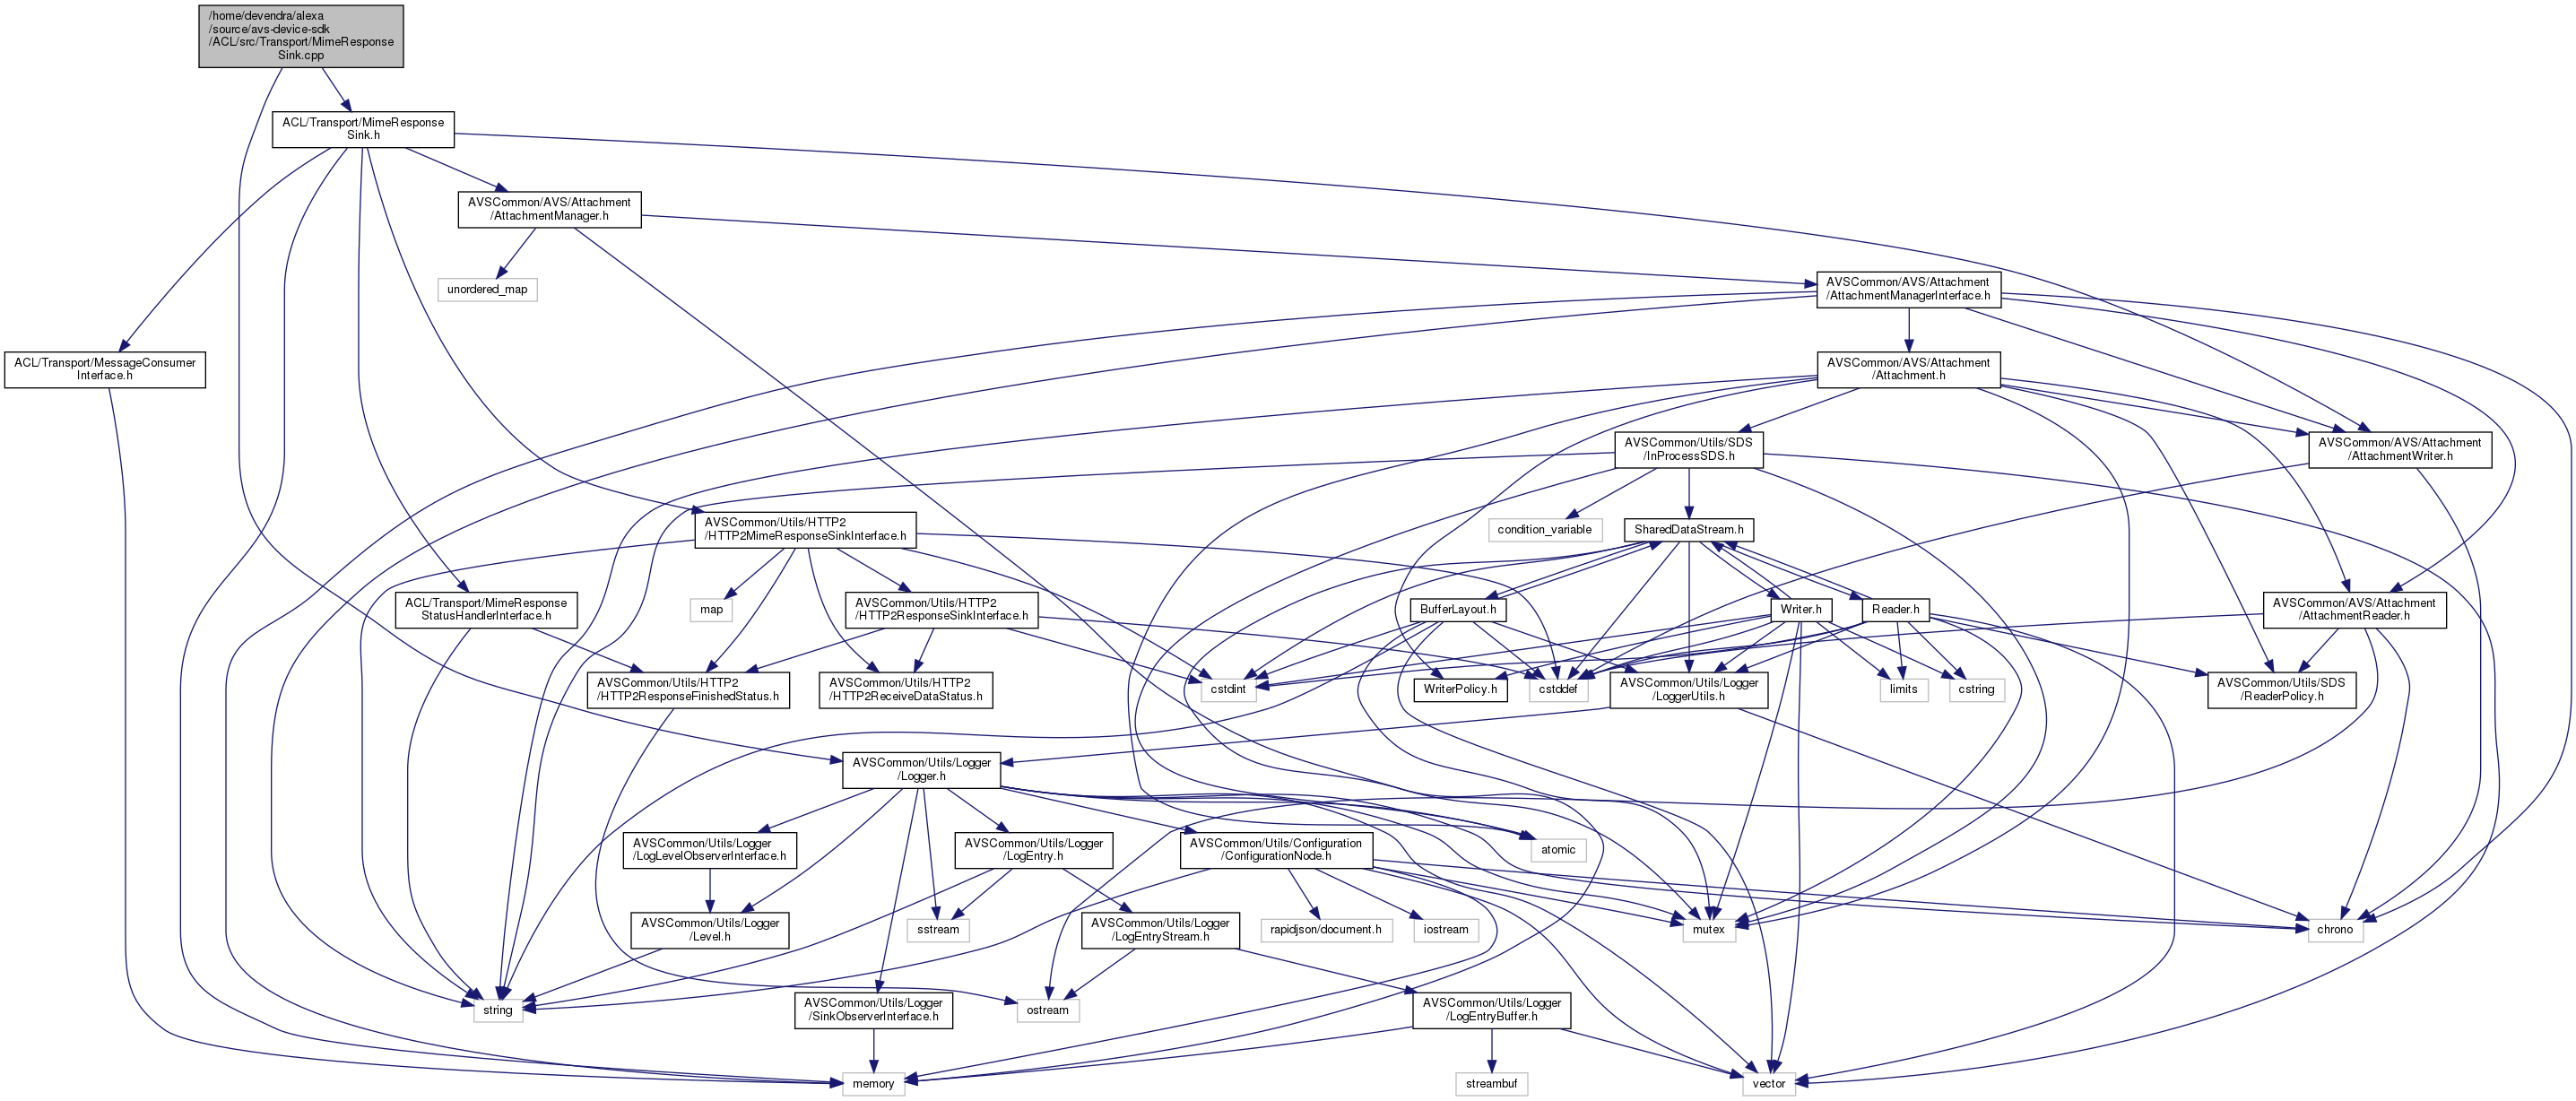 /home/devendra/alexa
/source/avs-device-sdk
/ACL/src/Transport/MimeResponse
Sink.cpp
ACL/Transport/MimeResponse
Sink.h
AVSCommon/AVS/Attachment
/AttachmentManager.h
unordered_map
AVSCommon/AVS/Attachment
/AttachmentManagerInterface.h
ACL/Transport/MessageConsumer
Interface.h
AVSCommon/AVS/Attachment
/Attachment.h
AVSCommon/Utils/SDS
/InProcessSDS.h
AVSCommon/AVS/Attachment
/AttachmentWriter.h
AVSCommon/Utils/HTTP2
/HTTP2MimeResponseSinkInterface.h
condition_variable
SharedDataStream.h
ACL/Transport/MimeResponse
StatusHandlerInterface.h
map
AVSCommon/Utils/HTTP2
/HTTP2ResponseSinkInterface.h
BufferLayout.h
Writer.h
Reader.h
AVSCommon/AVS/Attachment
/AttachmentReader.h
AVSCommon/Utils/HTTP2
/HTTP2ResponseFinishedStatus.h
AVSCommon/Utils/HTTP2
/HTTP2ReceiveDataStatus.h
cstdint
WriterPolicy.h
cstddef
AVSCommon/Utils/Logger
/LoggerUtils.h
limits
cstring
AVSCommon/Utils/SDS
/ReaderPolicy.h
AVSCommon/Utils/Logger
/Logger.h
AVSCommon/Utils/Logger
/LogLevelObserverInterface.h
AVSCommon/Utils/Logger
/LogEntry.h
AVSCommon/Utils/Configuration
/ConfigurationNode.h
atomic
AVSCommon/Utils/Logger
/Level.h
sstream
AVSCommon/Utils/Logger
/LogEntryStream.h
rapidjson/document.h
iostream
mutex
chrono
string
AVSCommon/Utils/Logger
/SinkObserverInterface.h
ostream
AVSCommon/Utils/Logger
/LogEntryBuffer.h
memory
streambuf
vector